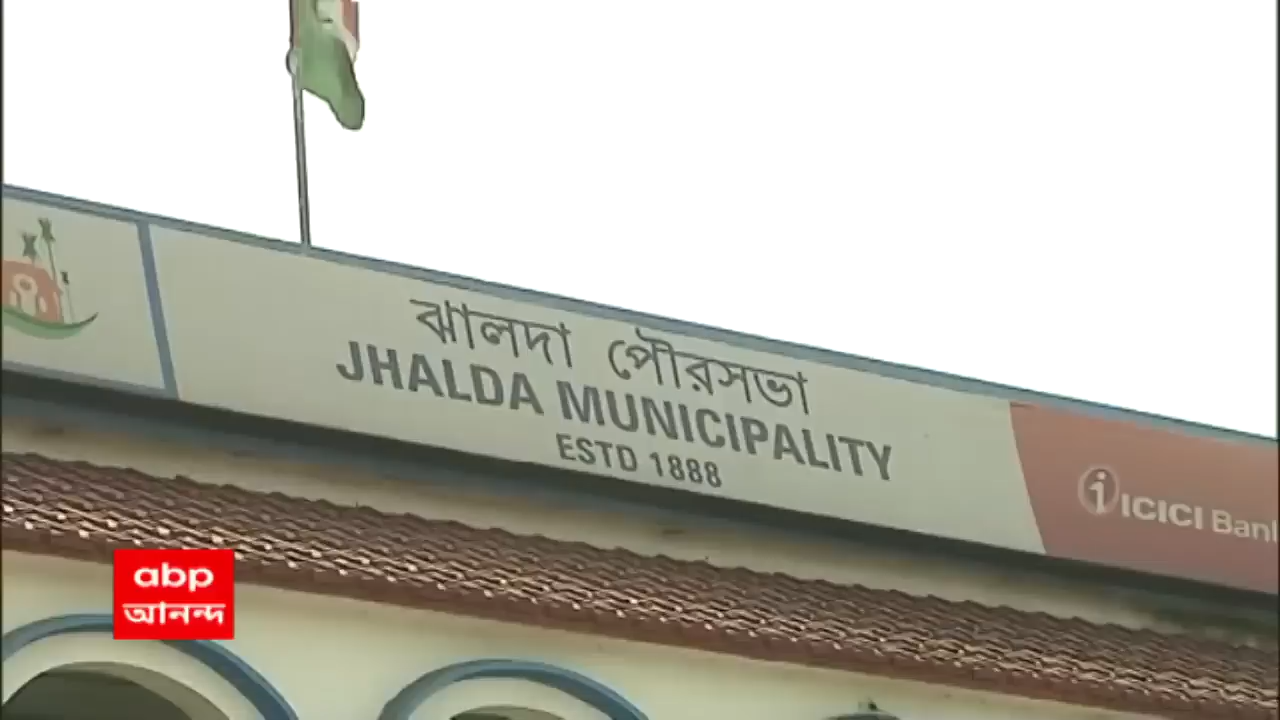 ঝালদা পৌরসভা
JHALDA MUNICIPALITY
ESTD 1888
ICICI Bank
abp
আনন্দ